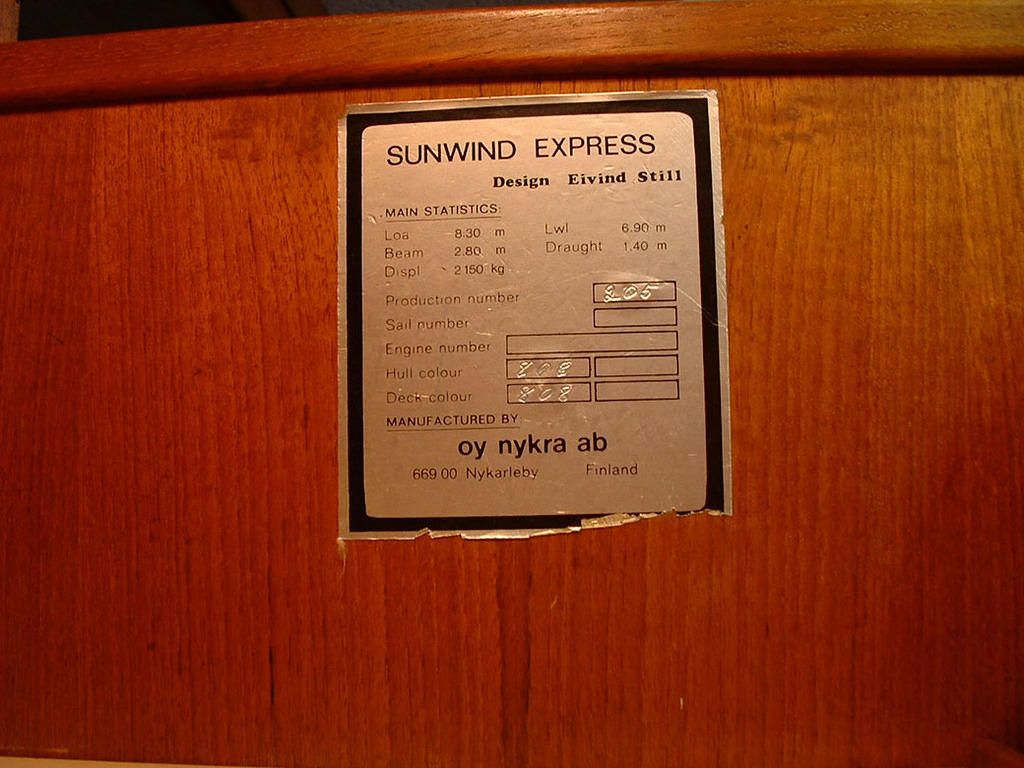 SUNWIND EXPRESS
Design Eivind Still
MAIN STATISTICS:
Loa 8.30 m Lwl 6.90 m
Beam 2.80 m Draught 1.40 m
Displ 2150 kg
Production number 205
Sail number
Engine number
Hull colour 808
Deck colour 808
MANUFACTURED BY:
oy nykra ab
669 00 Nykarleby Finland